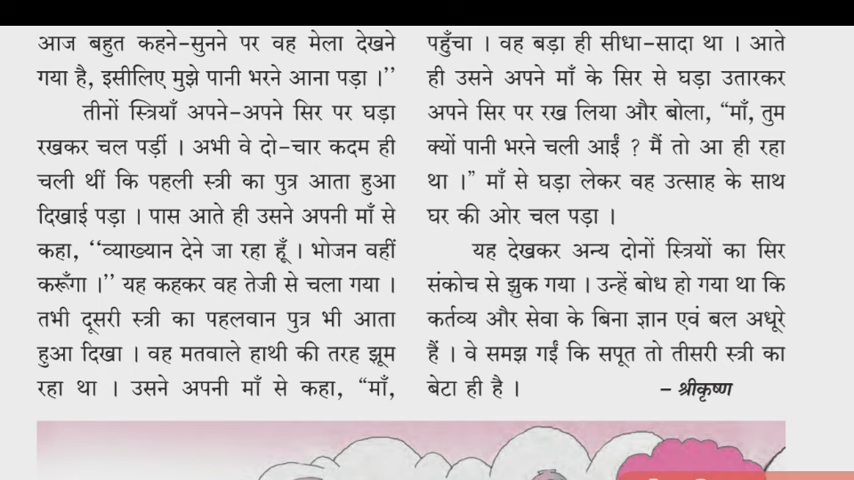 आज बहुत कहने-सुनने पर वह मेला देखने
गया है, इसीलिए मुझे पानी भरने आना पड़ा ।’’
तीनों स्त्रियाँ अपने-अपने सिर पर घड़ा
रखकर चल पड़ीं । अभी वे दो-चार कदम ही
चली थीं कि पहली स्त्री का पुत्र आता हुआ
दिखाई पड़ा । पास आते ही उसने अपनी माँ से
कहा, ‘‘व्याख्यान देने जा रहा हूँ । भोजन वहीं
करूँगा ।’’ यह कहकर वह तेजी से चला गया ।
तभी दूसरी स्त्री का पहलवान पुत्र भी आता
हुआ दिखा । वह मतवाले हाथी की तरह झूम
रहा था । उसने अपनी माँ से कहा, “माँ,
पहुँचा । वह बड़ा ही सीधा-सादा था । आते
ही उसने अपने माँ के सिर से घड़ा उतारकर
अपने सिर पर रख लिया और बोला, “माँ, तुम
क्यों पानी भरने चली आईं ? मैं तो आ ही रहा
था ।” माँ से घड़ा लेकर वह उत्साह के साथ
घर की ओर चल पड़ा ।
यह देखकर अन्य दोनों स्त्रियों का सिर
संकोच से झुक गया । उन्हें बोध हो गया था कि
कर्तव्य और सेवा के बिना ज्ञान एवं बल अधूरे
हैं । वे समझ गईं कि सपूत तो तीसरी स्त्री का
बेटा ही है ।
– श्रीकृष्ण